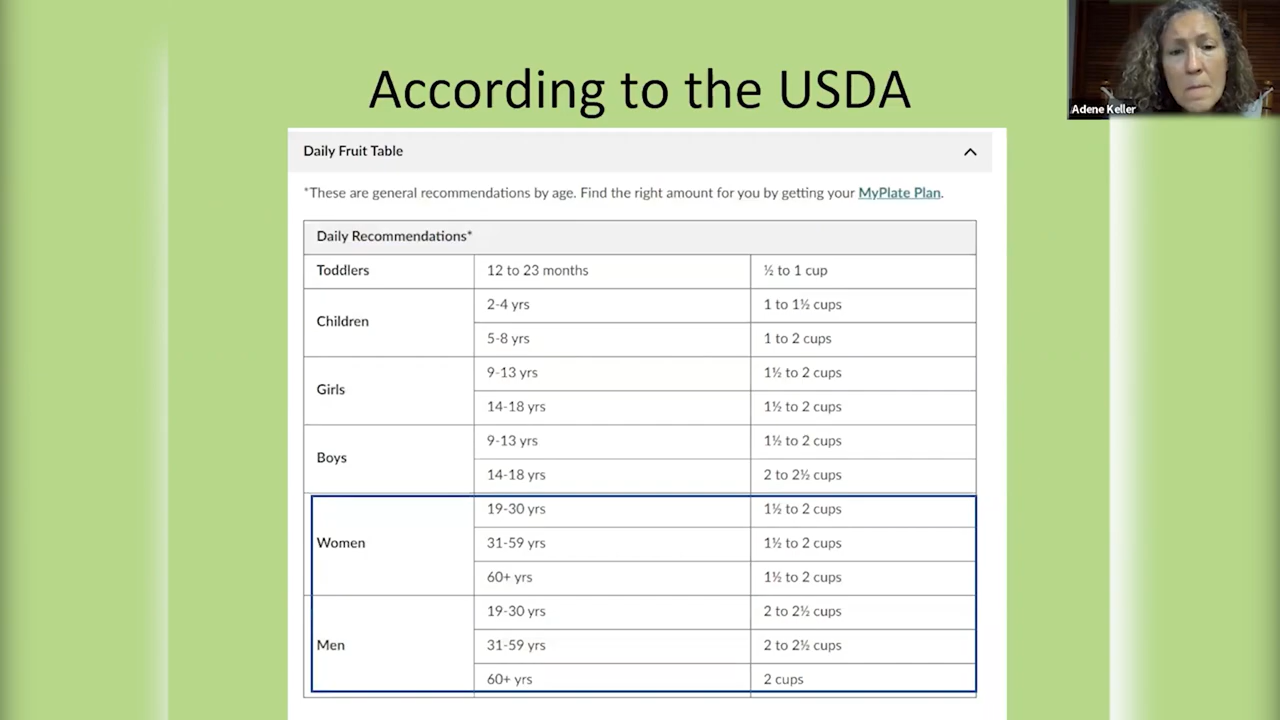 According to the USDA
Adene Keller
Daily Fruit Table
*These are general recommendations by age. Find the right amount for you by getting your MyPlate Plan.
Daily Recommendations*
Toddlers 12 to 23 months ½ to 1 cup
Children
2-4 yrs 1 to 1½ cups
5-8 yrs 1 to 2 cups
Girls
9-13 yrs 1½ to 2 cups
14-18 yrs 1½ to 2 cups
Boys
9-13 yrs 1½ to 2 cups
14-18 yrs 2 to 2½ cups
Women
19-30 yrs 1½ to 2 cups
31-59 yrs 1½ to 2 cups
60+ yrs 1½ to 2 cups
Men
19-30 yrs 2 to 2½ cups
31-59 yrs 2 to 2½ cups
60+ yrs 2 cups